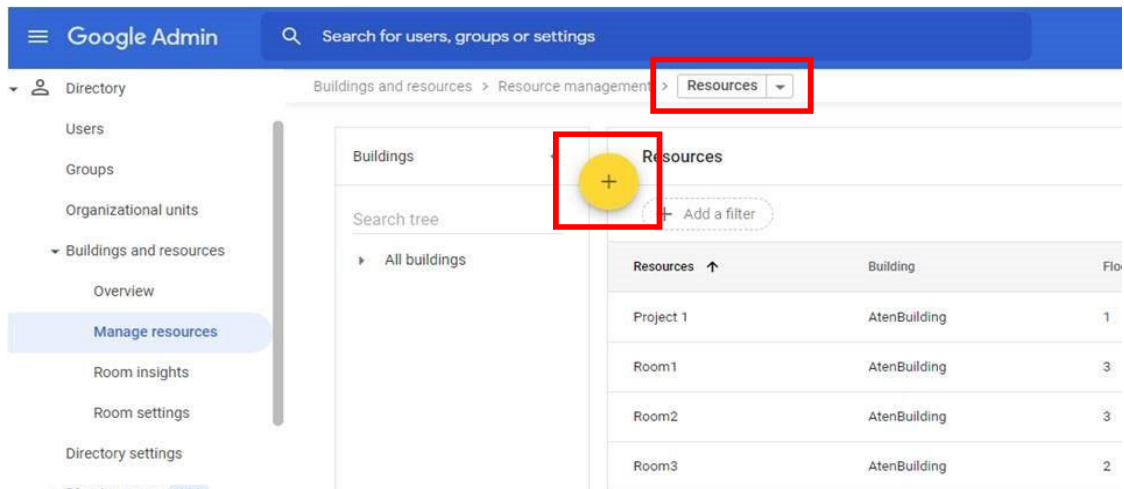 Google Admin
Search for users, groups or settings
Directory
Users
Groups
Organizational units
Buildings and resources
Overview
Manage resources
Room insights
Room settings
Directory settings
Buildings and resources > Resource management > Resources
Buildings
Search tree
All buildings
+
Resources
+ Add a filter
Resources Building
Project 1 AtenBuilding 1
Room1 AtenBuilding 3
Room2 AtenBuilding 3
Room3 AtenBuilding 2